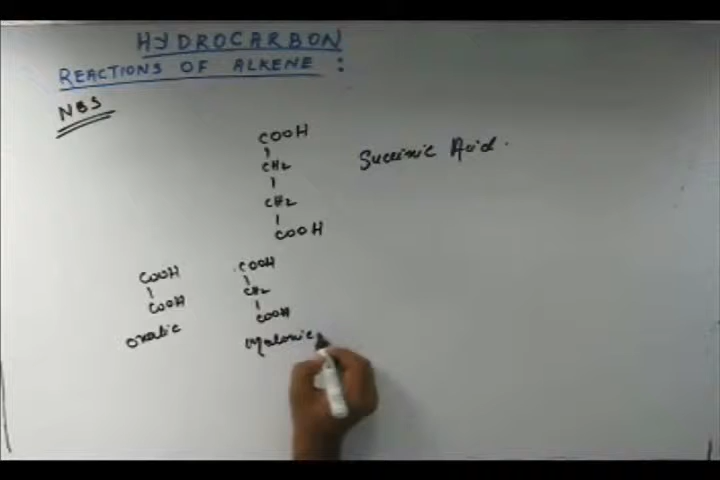 HYDROCARBON
REACTIONS OF ALKENE :
NBS
COOH
CH2
CH2
COOH
Succinic Acid.
COOH
COOH
Oxalic
COOH
CH2
COOH
Malonic